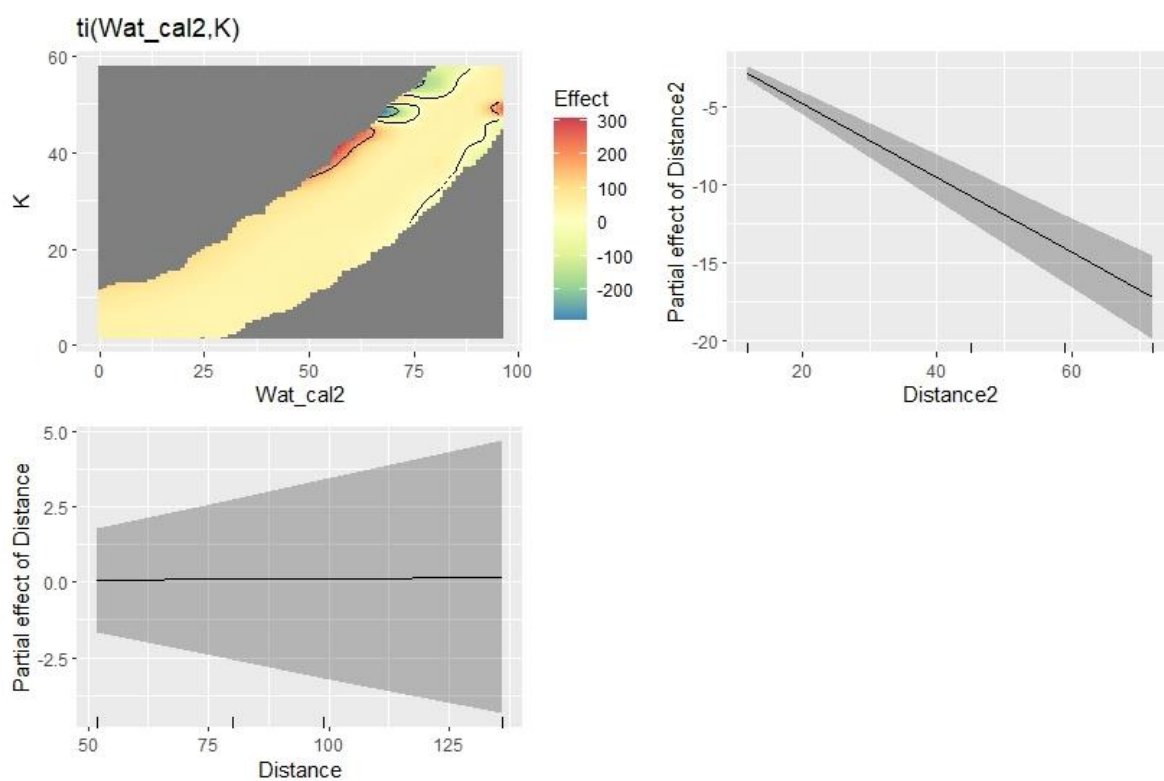 ti(Wat_cal2,K)
60
40
20
0
K
0 25 50 75 100
Wat_cal2
Effect
300
200
100
0
-100
-200
Partial effect of Distance2
-5
-10
-15
-20
20 40 60
Distance2
Partial effect of Distance
5.0
2.5
0.0
-2.5
50 75 100 125
Distance